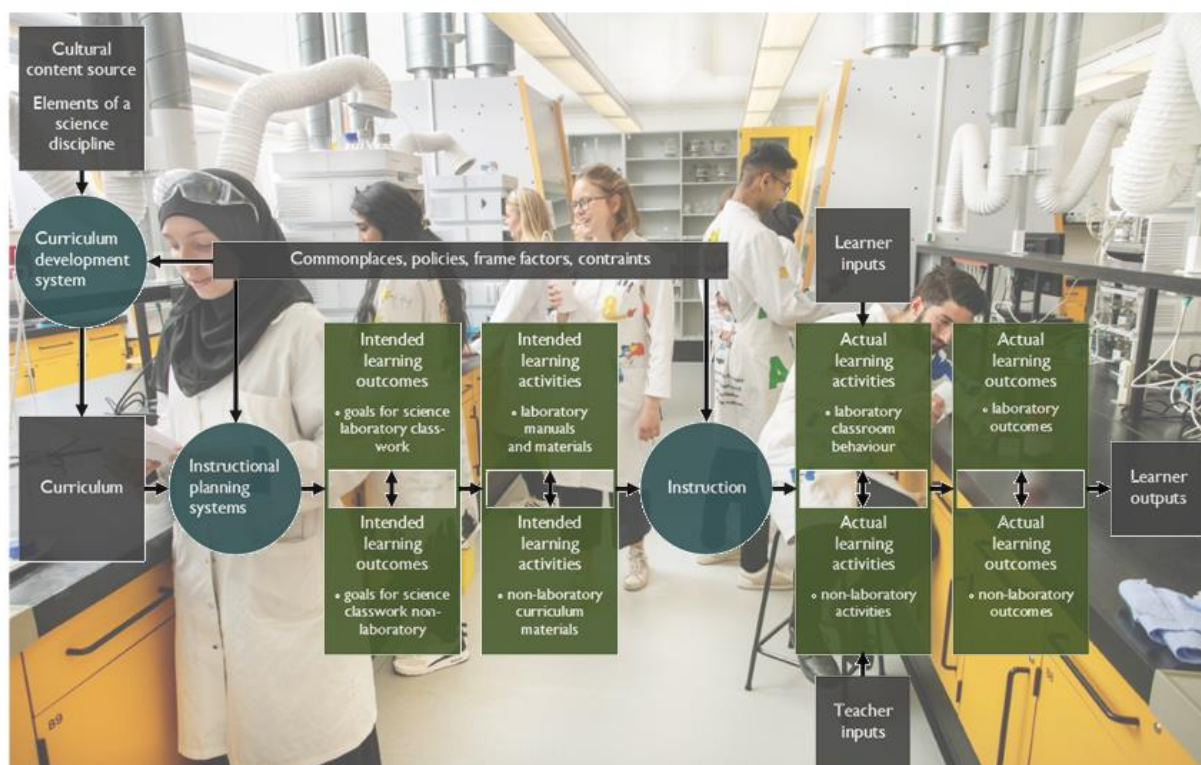 Cultural
content source
Elements of a
science
discipline
Curriculum
development
system
Commonplaces, policies, frame factors, contraints
Learner
inputs
Intended
learning
outcomes
• goals for science
laboratory class-
work
Intended
learning
activities
• laboratory
manuals
and materials
Actual
learning
activities
• laboratory
classroom
behaviour
Actual
learning
outcomes
• laboratory
outcomes
Curriculum
Instructional
planning
systems
Instruction
Learner
outputs
Intended
learning
outcomes
• goals for science
classwork non-
laboratory
Intended
learning
activities
• non-laboratory
curriculum
materials
Actual
learning
activities
• non-laboratory
activities
Actual
learning
outcomes
• non-laboratory
outcomes
Teacher
inputs
89